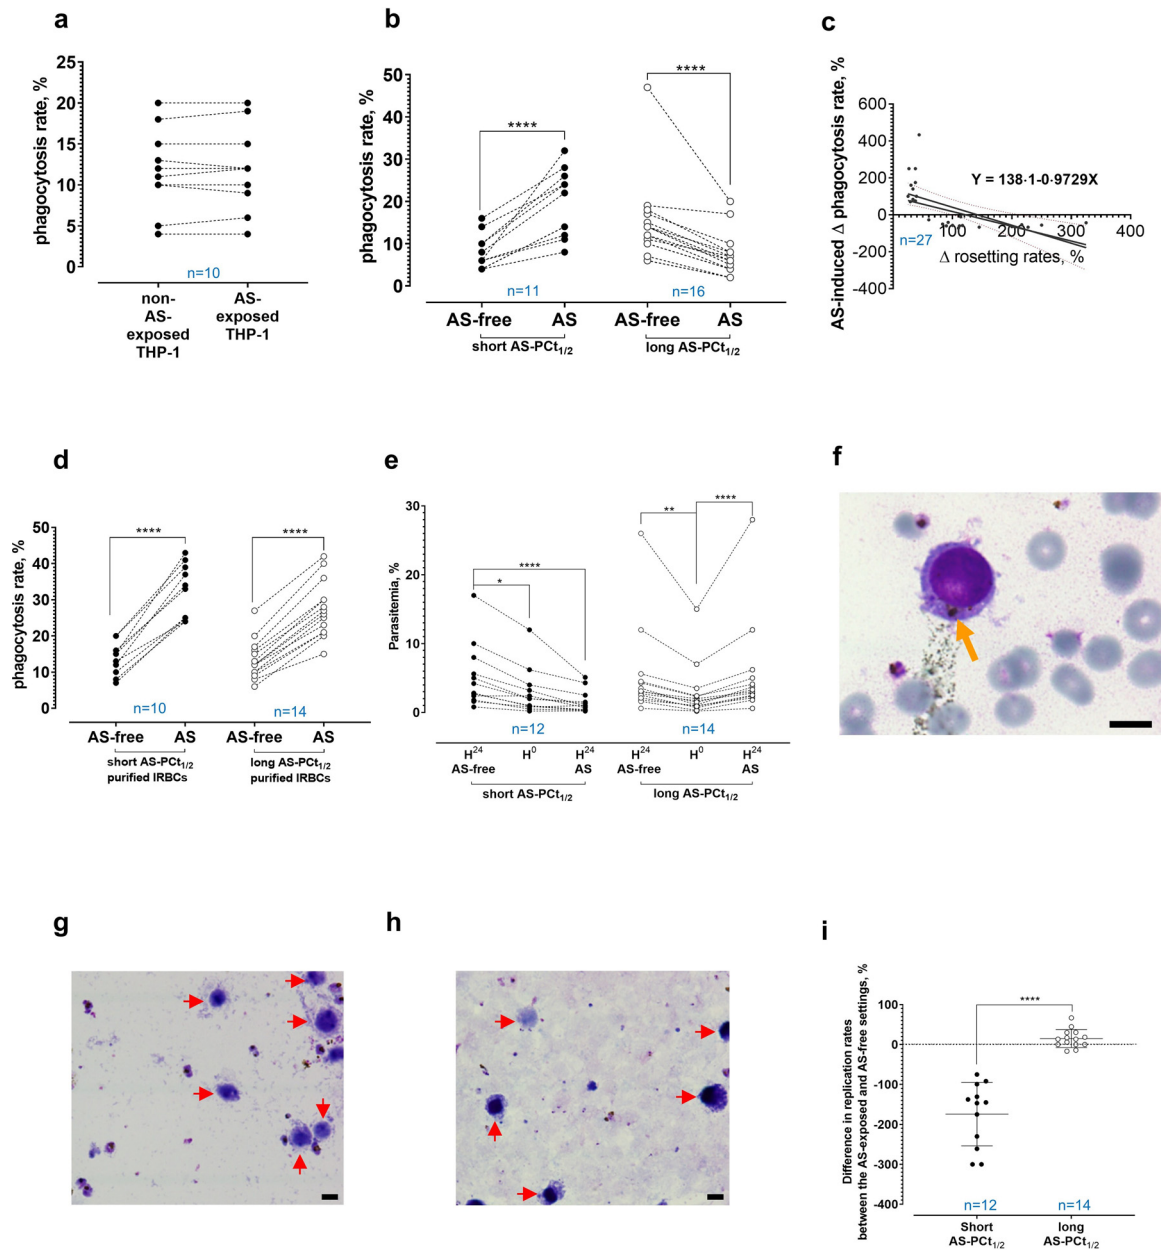 a
phagocytosis rate, %
25
20
15
10
5
0
n=10
non-
AS-
exposed
THP-1
AS-
exposed
THP-1
b
phagocytosis rate, %
50
40
30
20
10
0
****
****
n=11
n=16
AS-free
AS
AS-free
AS
short AS-PCt1/2
long AS-PCt1/2
c
AS-induced Δ phagocytosis rate, %
600
400
200
0
-200
-400
Y = 138·1-0·9729X
100
200
300
400
n=27
Δ rosetting rates, %
d
phagocytosis rate, %
50
40
30
20
10
0
****
****
n=10
n=14
AS-free
AS
AS-free
AS
short AS-PCt1/2
purified IRBCs
long AS-PCt1/2
purified IRBCs
e
Parasitemia, %
30
20
10
0
****
*
**
****
n=12
n=14
H24
AS-free
H0
H24
AS
H24
AS-free
H0
H24
AS
short AS-PCt1/2
long AS-PCt1/2
f
g
h
i
Difference in replication rates
between the AS-exposed and AS-free settings, %
100
0
-100
-200
-300
-400
****
n=12
n=14
Short
AS-PCt1/2
long
AS-PCt1/2